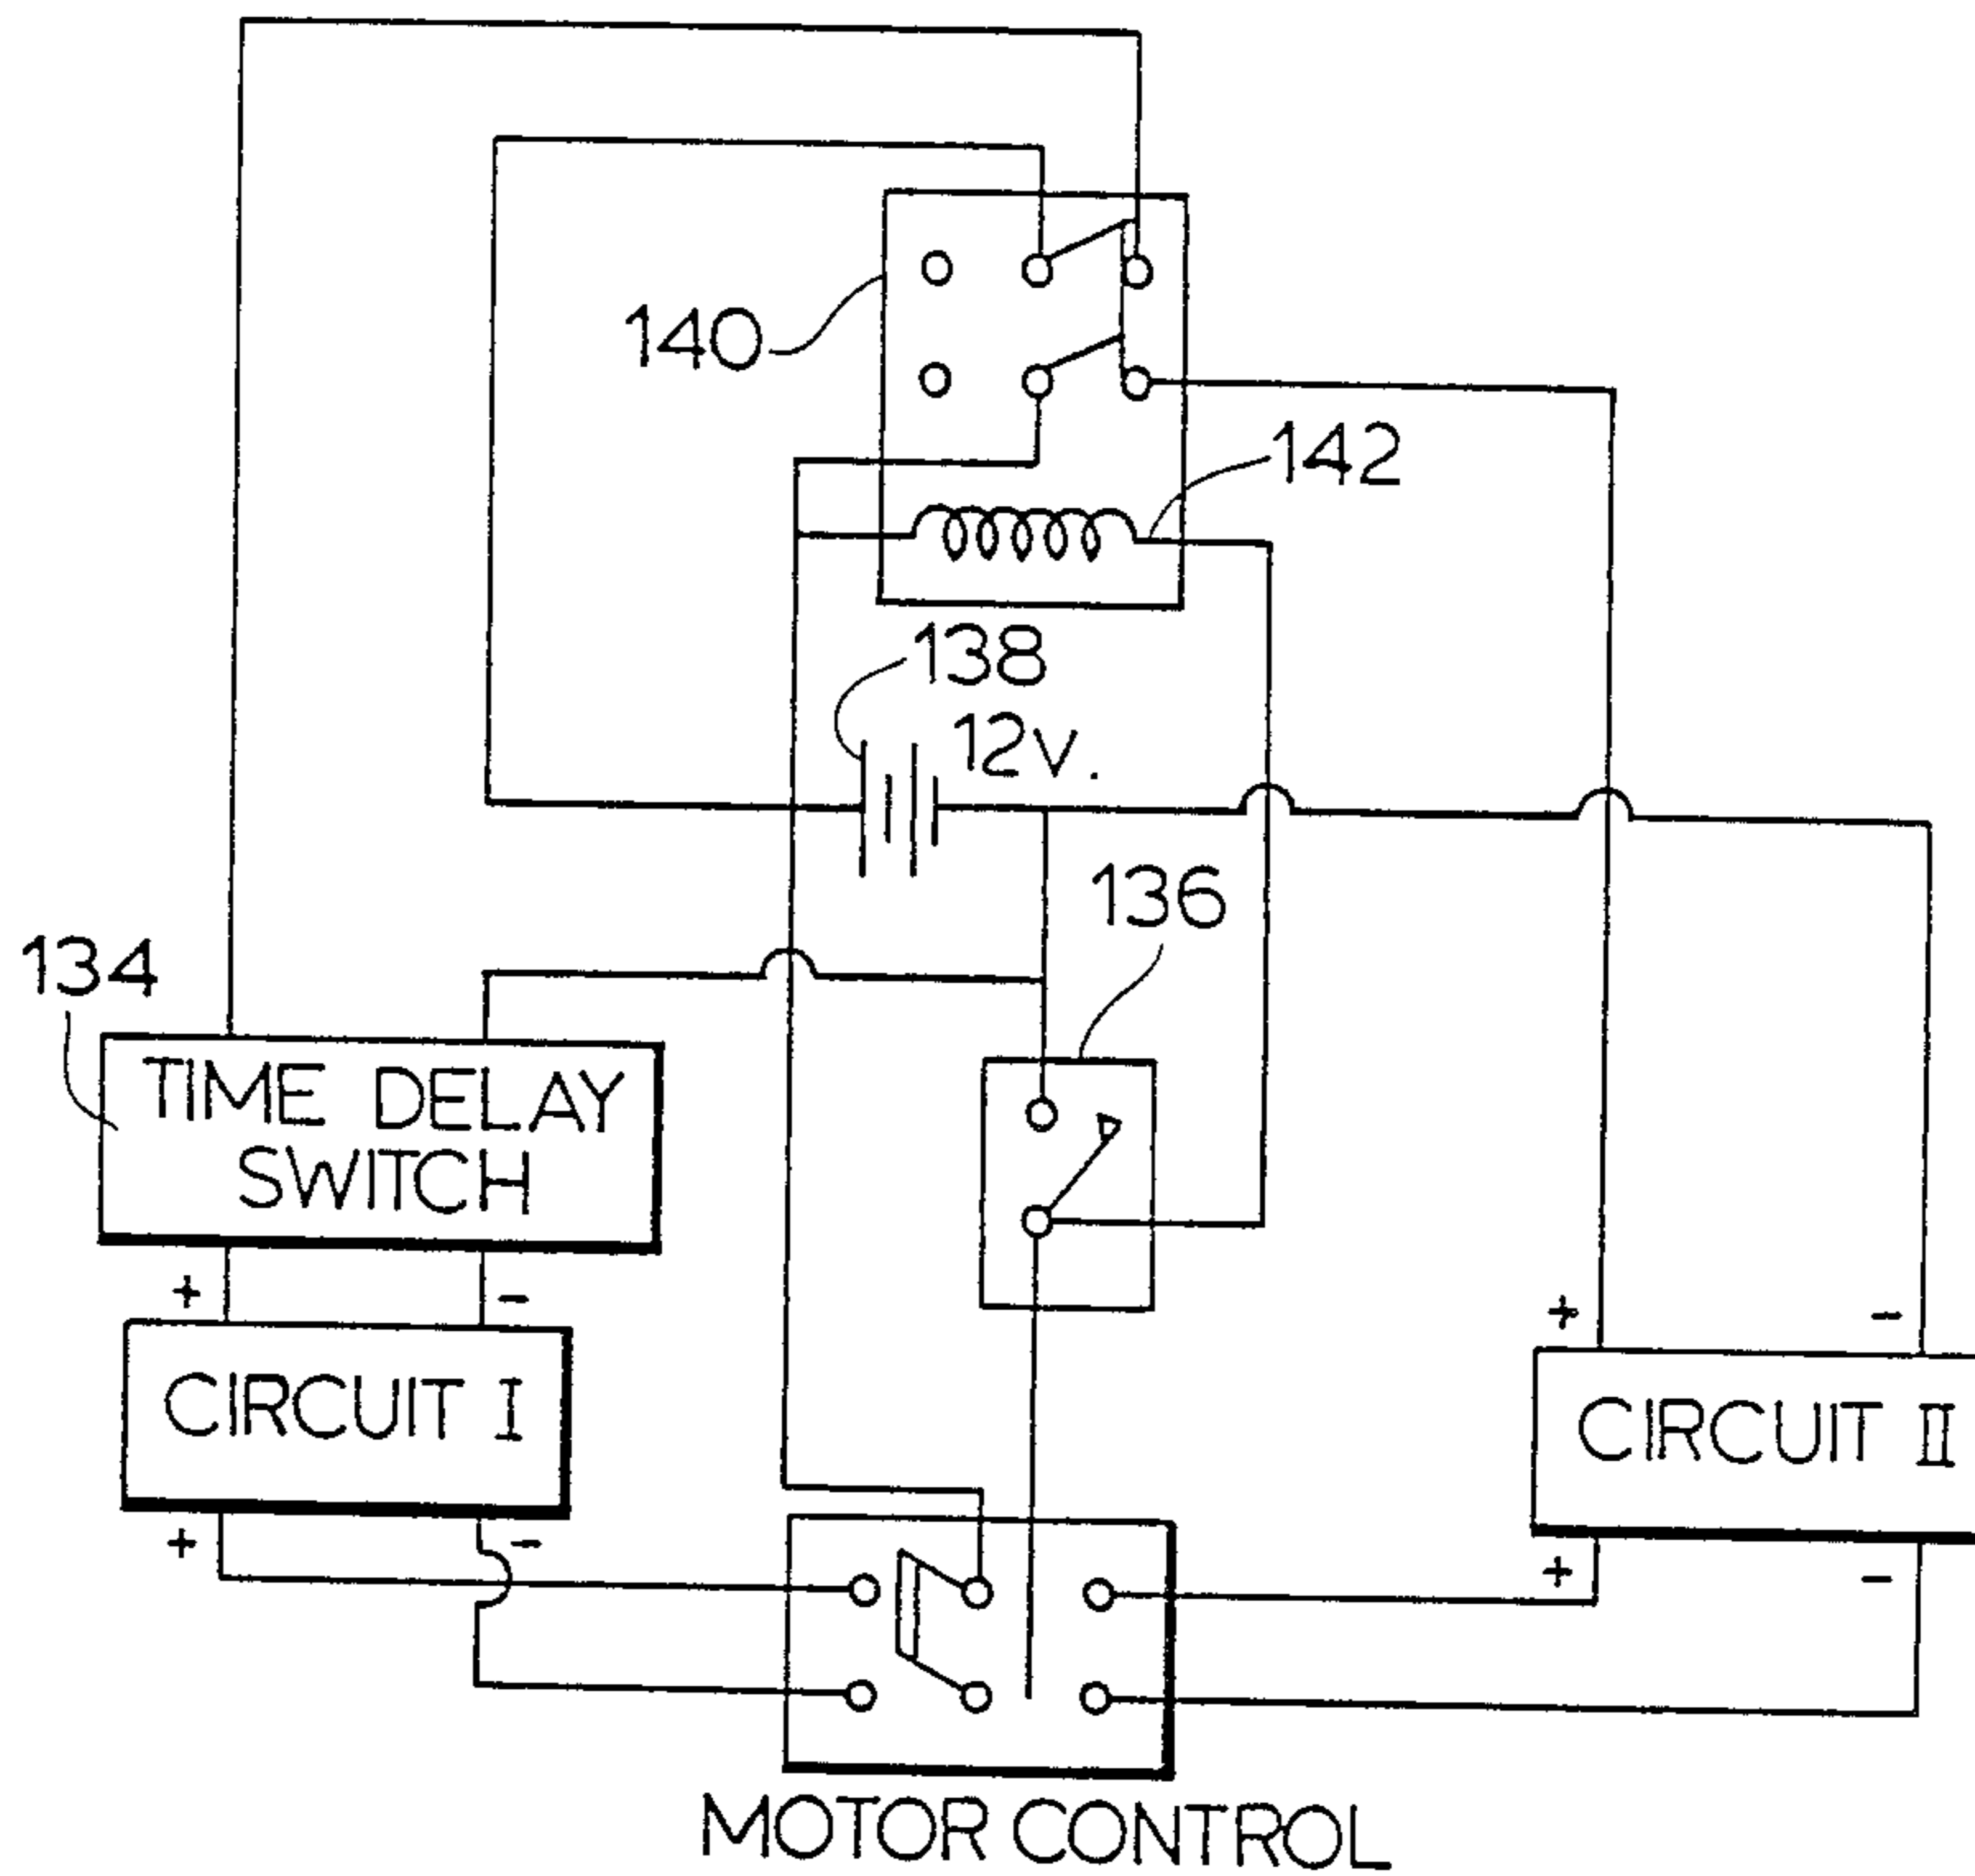 140
142
138
12V.
136
134
TIME DELAY
SWITCH
+ -
+ -
CIRCUIT I
CIRCUIT II
+ -
+ -
MOTOR CONTROL